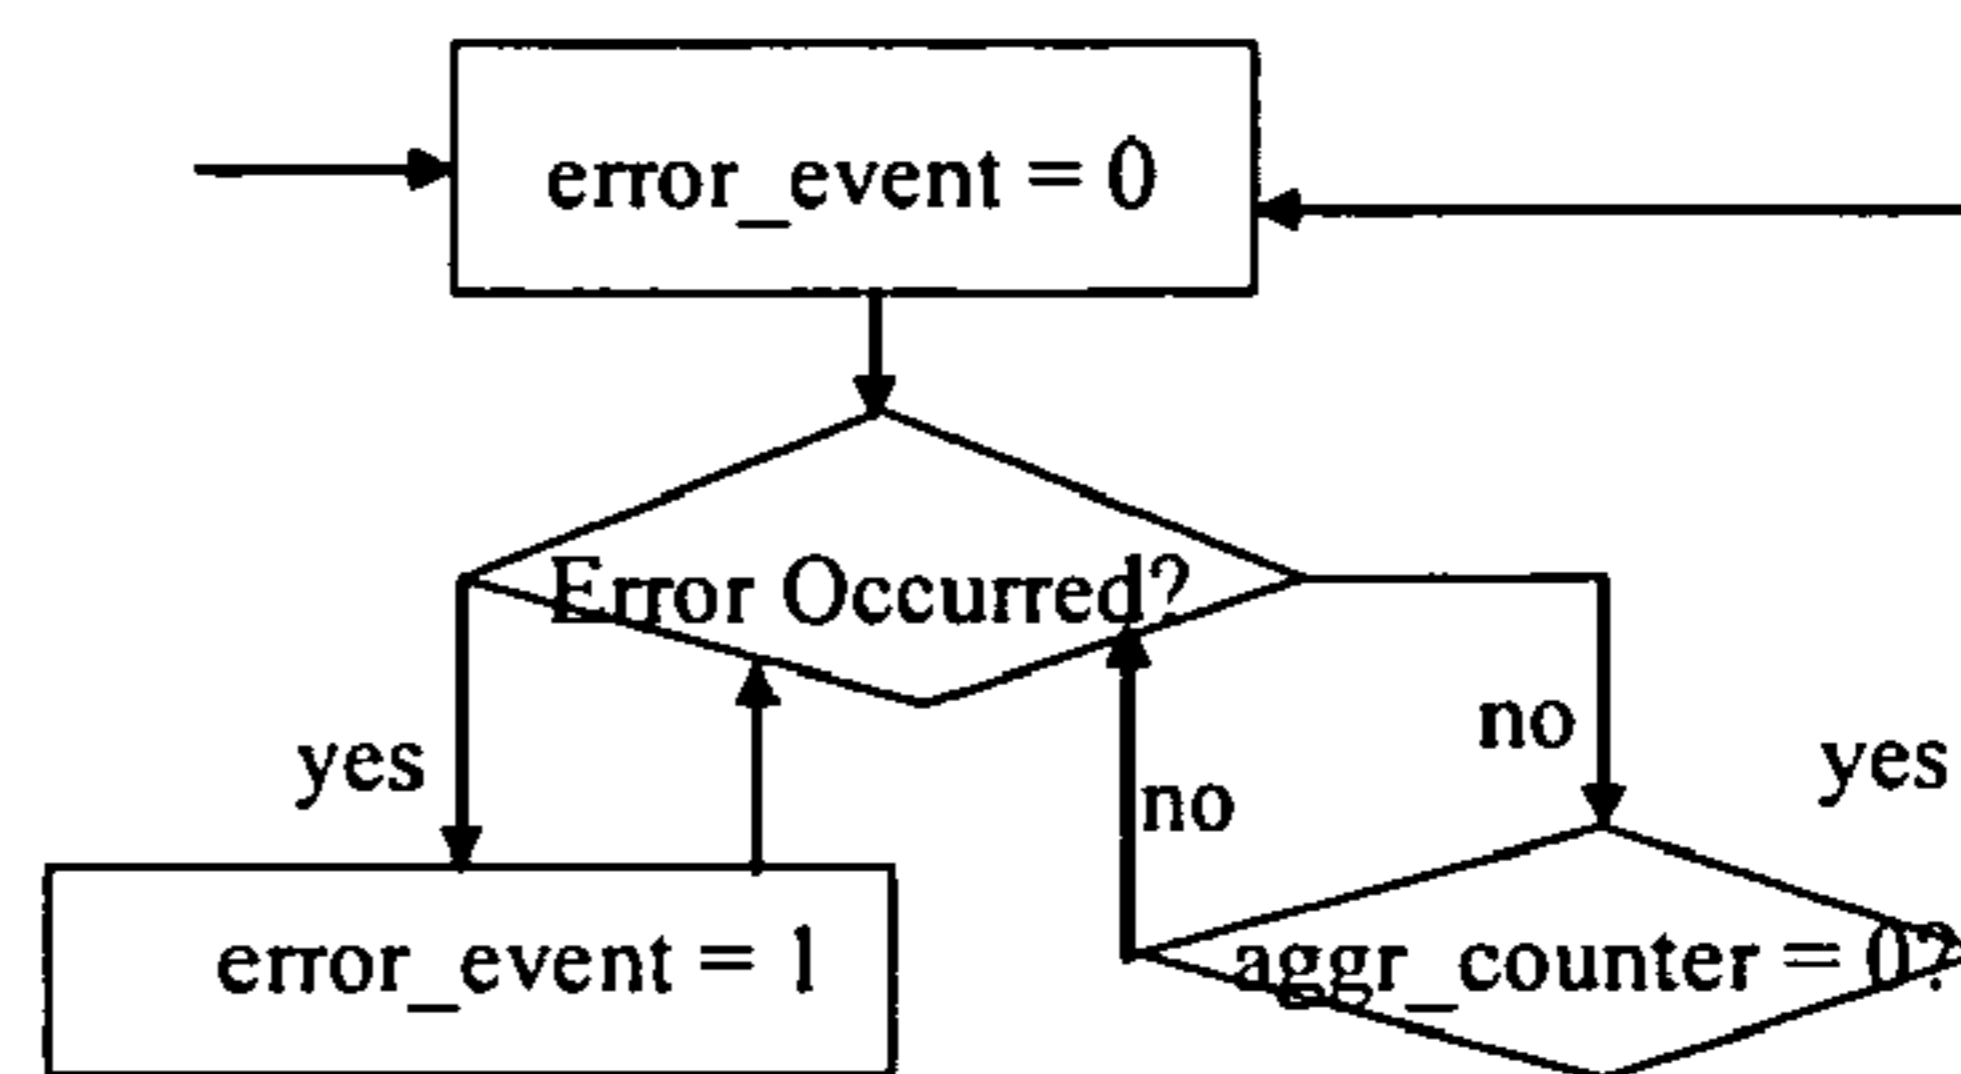 error_event = 0
Error Occurred?
yes
no
no
yes
error_event = 1
aggr_counter = 0?